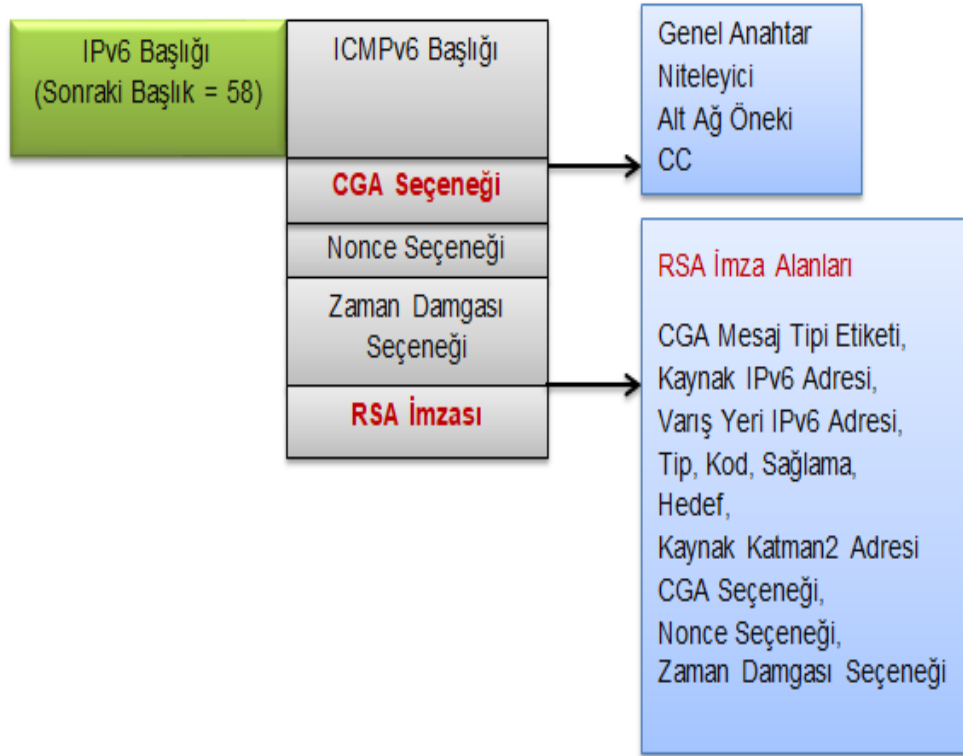 IPv6 Başlığı
(Sonraki Başlık = 58)
ICMPv6 Başlığı
CGA Seçeneği
Nonce Seçeneği
Zaman Damgası
Seçeneği
RSA İmzası
Genel Anahtar
Niteleyici
Alt Ağ Öneki
CC
RSA İmza Alanları
CGA Mesaj Tipi Etiketi,
Kaynak IPv6 Adresi,
Varış Yeri IPv6 Adresi,
Tip, Kod, Sağlama,
Hedef,
Kaynak Katman2 Adresi
CGA Seçeneği,
Nonce Seçeneği,
Zaman Damgası Seçeneği